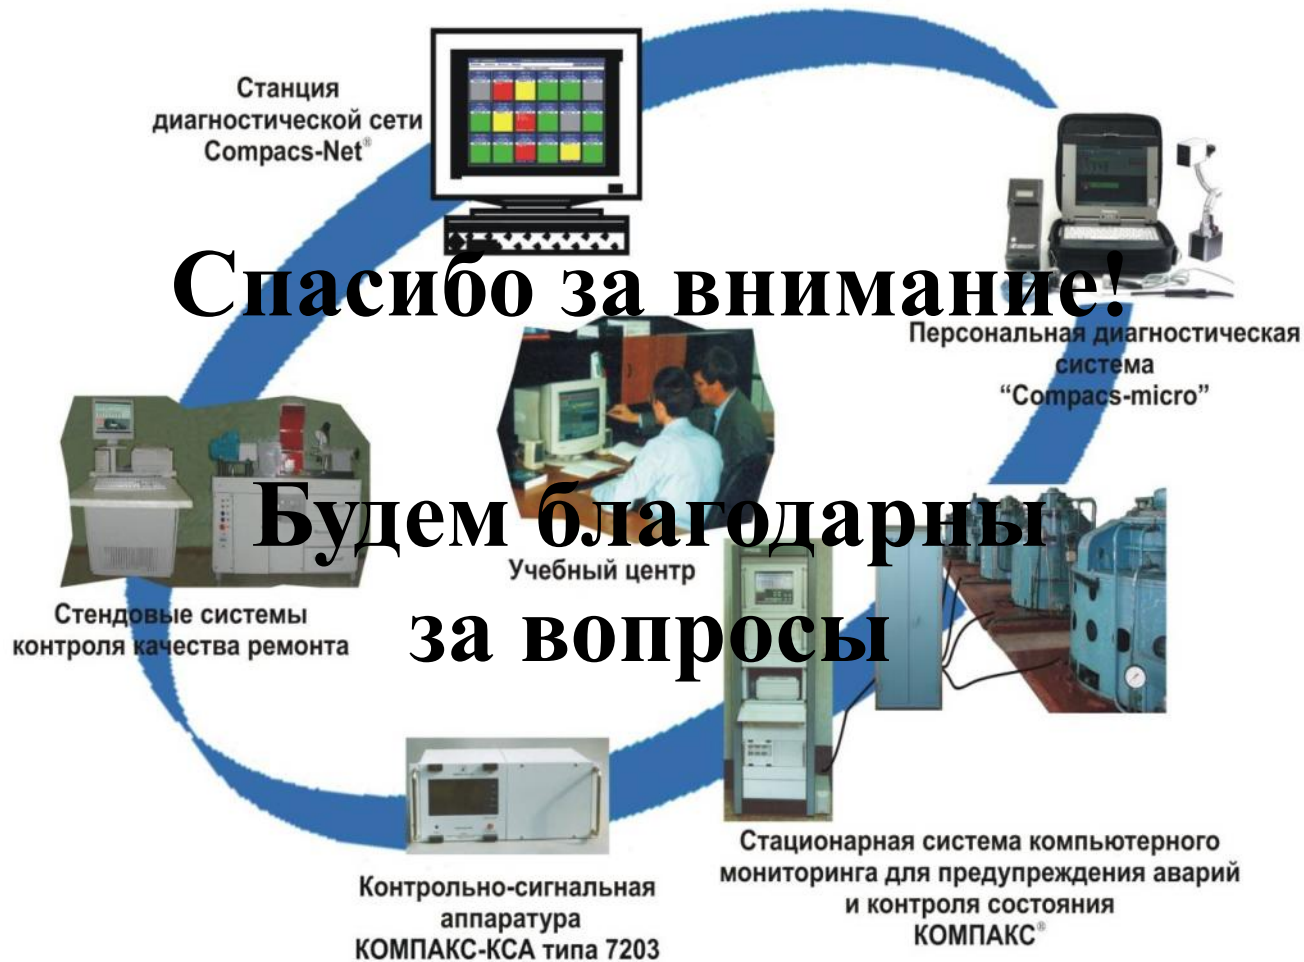 Станция
диагностической сети
Compacs-Net®
Спасибо за внимание!
Персональная диагностическая
система
“Compacs-micro”
Будем благодарны
за вопросы
Учебный центр
Стендовые системы
контроля качества ремонта
Контрольно-сигнальная
аппаратура
КОМПАКС-КСА типа 7203
Стационарная система компьютерного
мониторинга для предупреждения аварий
и контроля состояния
КОМПАКС®